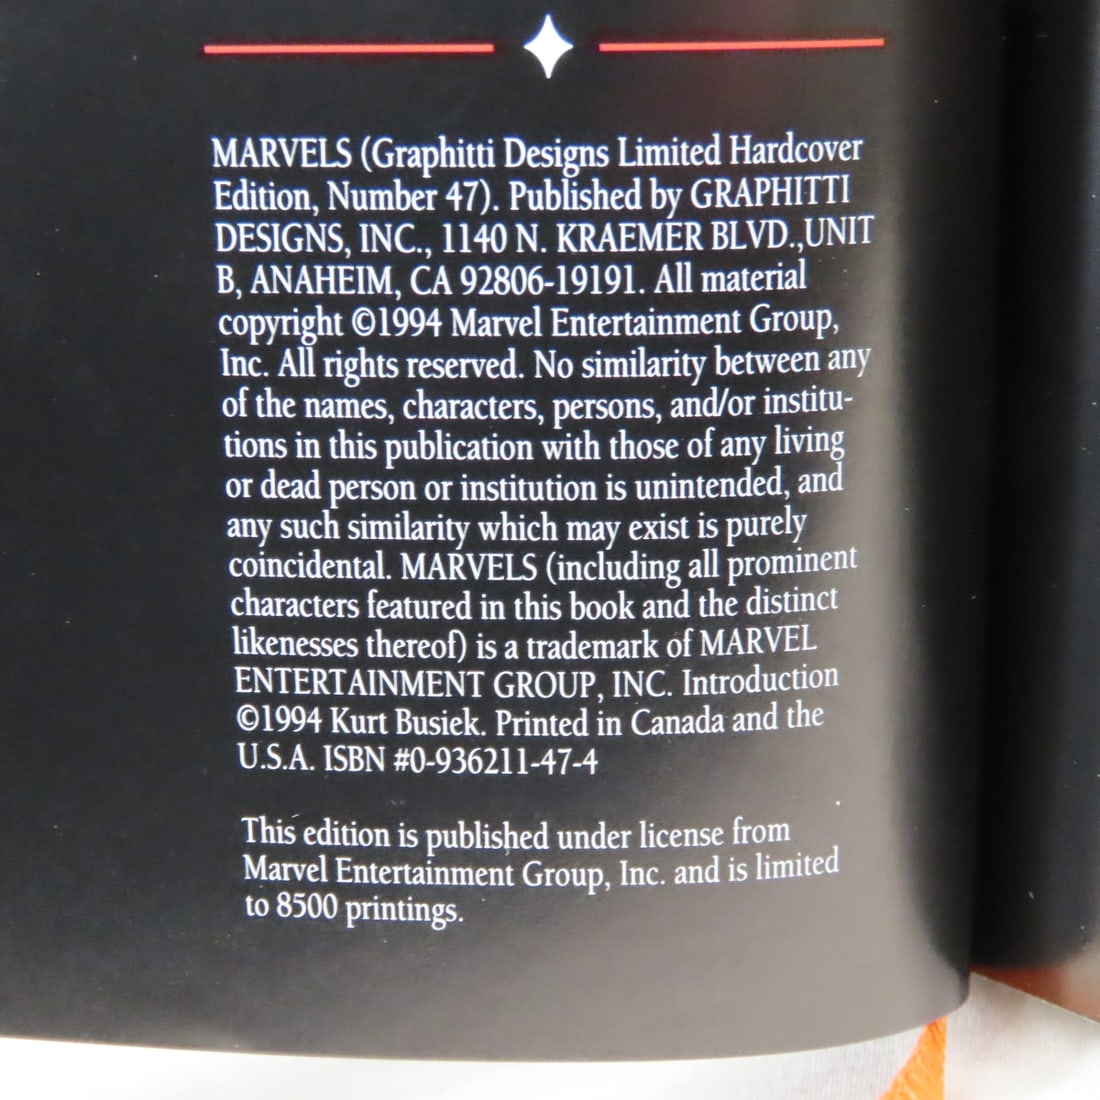 MARVELS (Graphitti Designs Limited Hardcover
Edition, Number 47). Published by GRAPHITTI
DESIGNS, INC., 1140 N. KRAEMER BLVD.,UNIT
B, ANAHEIM, CA 92806-19191. All material
copyright ©1994 Marvel Entertainment Group,
Inc. All rights reserved. No similarity between any
of the names, characters, persons, and/or institu-
tions in this publication with those of any living
or dead person or institution is unintended, and
any such similarity which may exist is purely
coincidental. MARVELS (including all prominent
characters featured in this book and the distinct
likenesses thereof) is a trademark of MARVEL
ENTERTAINMENT GROUP, INC. Introduction
©1994 Kurt Busiek. Printed in Canada and the
U.S.A. ISBN #0-936211-47-4
This edition is published under license from
Marvel Entertainment Group, Inc. and is limited
to 8500 printings.